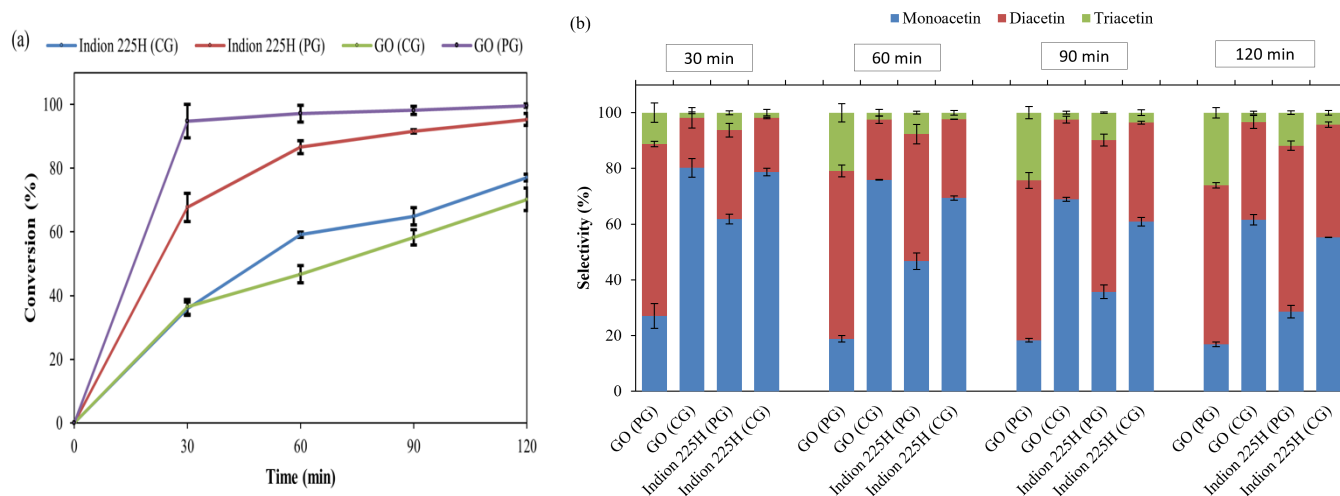 (a)
Indion 225H (CG) Indion 225H (PG) GO (CG) GO (PG)
Conversion (%)
100
80
60
40
20
0
0 30 60 90 120
Time (min)
(b)
Monoacetin Diacetin Triacetin
30 min 60 min 90 min 120 min
Selectivity (%)
100
80
60
40
20
0
GO (PG) GO (CG) Indion 225H (PG) Indion 225H (CG) GO (PG) GO (CG) Indion 225H (PG) Indion 225H (CG) GO (PG) GO (CG) Indion 225H (PG) Indion 225H (CG) GO (PG) GO (CG) Indion 225H (PG) Indion 225H (CG)